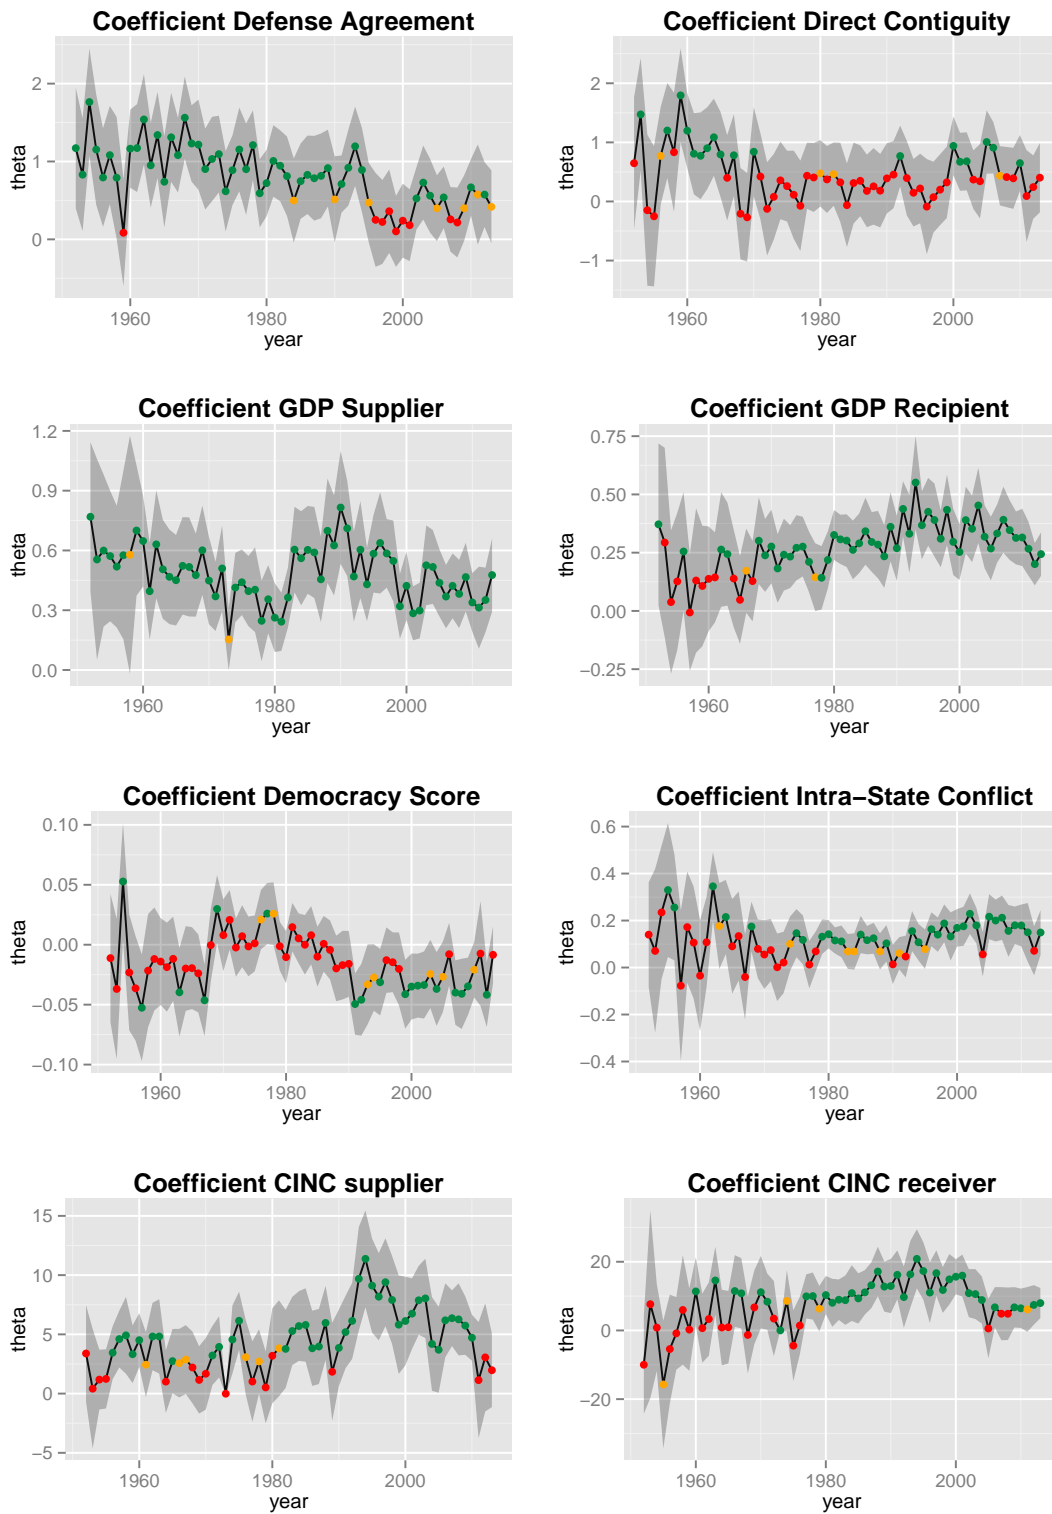 Coefficient Defense Agreement
2
1
0
theta
1960
1980
2000
year
Coefficient Direct Contiguity
2
1
0
−1
theta
1960
1980
2000
year
Coefficient GDP Supplier
1.2
0.9
0.6
0.3
0.0
theta
1960
1980
2000
year
Coefficient GDP Recipient
0.75
0.50
0.25
0.00
−0.25
theta
1960
1980
2000
year
Coefficient Democracy Score
0.10
0.05
0.00
−0.05
−0.10
theta
1960
1980
2000
year
Coefficient Intra−State Conflict
0.6
0.4
0.2
0.0
−0.2
−0.4
theta
1960
1980
2000
year
Coefficient CINC supplier
15
10
5
0
−5
theta
1960
1980
2000
year
Coefficient CINC receiver
20
0
−20
theta
1960
1980
2000
year